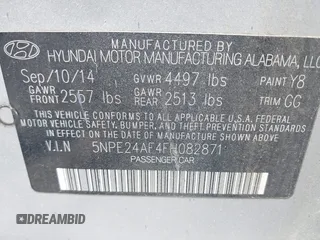 MANUFACTURED BY
HYUNDAI MOTOR MANUFACTURING ALABAMA, LLC
Sep/10/14 GVWR 4497 lbs PAINT Y8
GAWR FRONT 2567 lbs GAWR REAR 2513 lbs TRIM GG
THIS VEHICLE CONFORMS TO ALL APPLICABLE FEDERAL
MOTOR VEHICLE SAFETY, BUMPER, AND THEFT PREVENTION
STANDARDS IN EFFECT ON THE DATE OF MANUFACTURE
SHOWN ABOVE.
V.I.N 5NPE24AF4FH082871
PASSENGER CAR
DREAMBID